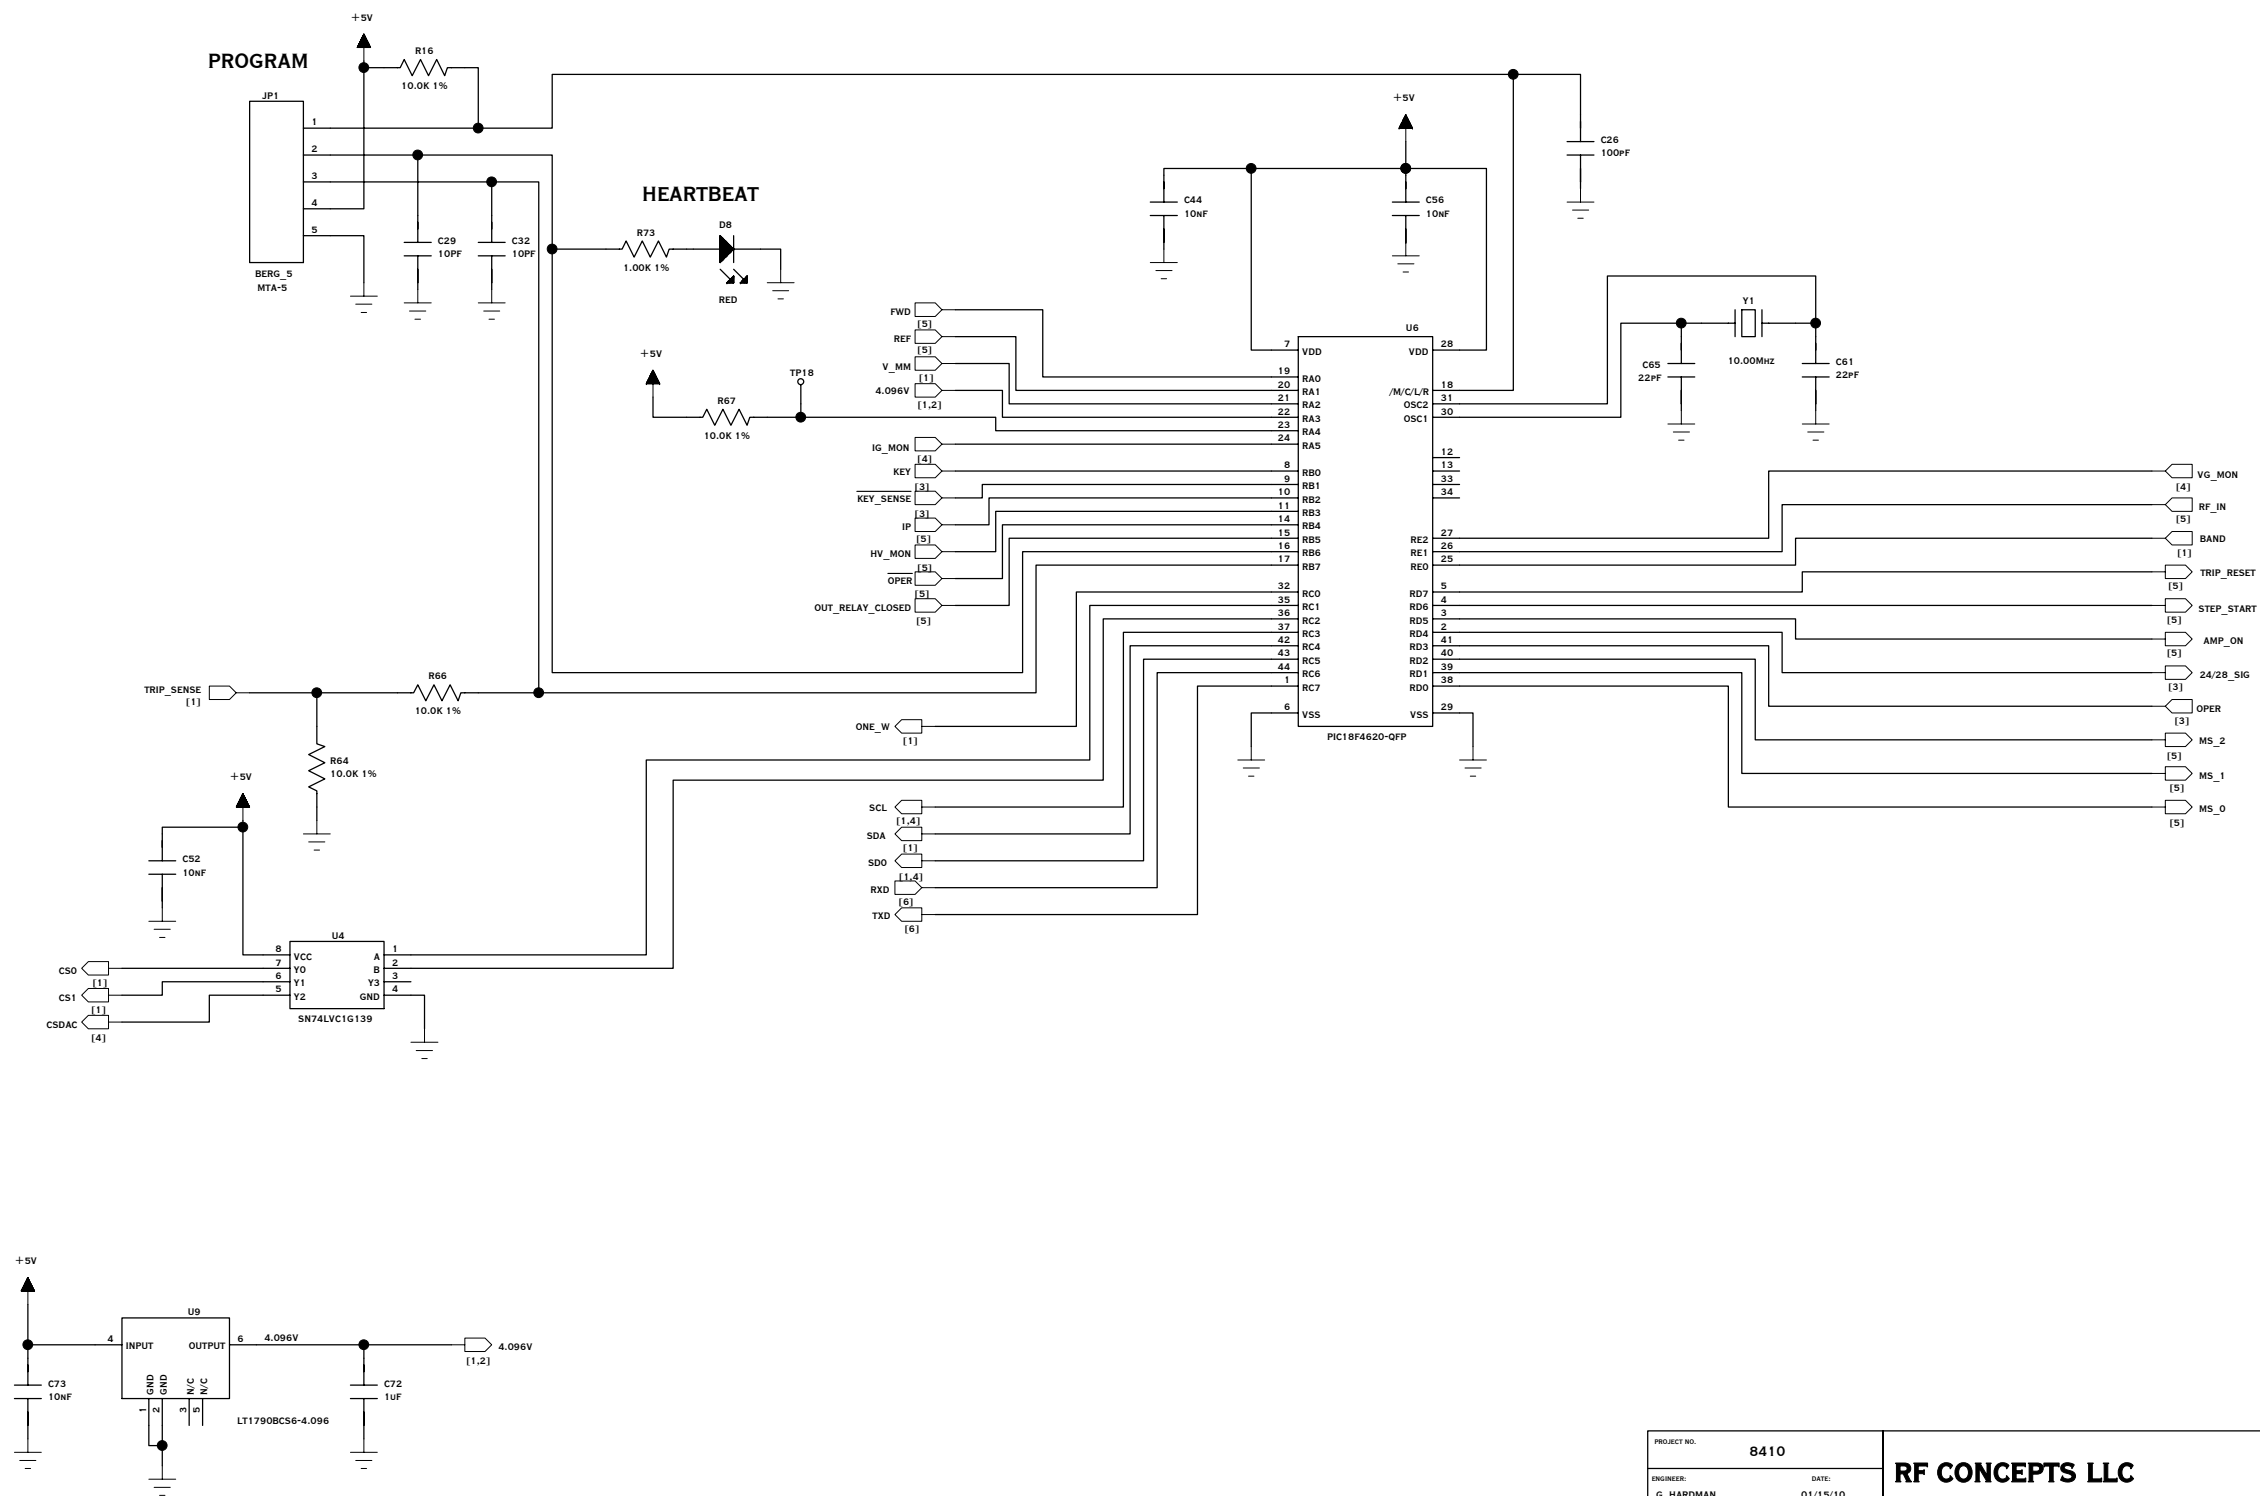 +5V
PROGRAM
R16
10.0K 1%
JP1
1
2
3
4
5
BERG_5
MTA-5
C29
10PF
C32
10PF
HEARTBEAT
R73
1.00K 1%
D8
RED
+5V
C26
100PF
C44
10NF
C56
10NF
+5V
R67
10.0K 1%
TP18
FWD
[5]
REF
[5]
V_MM
[1]
4.096V
[1,2]
IG_MON
[4]
KEY
[3]
KEY_SENSE
[3]
IP
[5]
HV_MON
[5]
OPER
[5]
OUT_RELAY_CLOSED
[5]
U6
7 VDD
19 RA0
20 RA1
21 RA2
22 RA3
23 RA4
24 RA5
8 RB0
9 RB1
10 RB2
11 RB3
14 RB4
15 RB5
16 RB6
17 RB7
32 RC0
35 RC1
36 RC2
37 RC3
42 RC4
43 RC5
44 RC6
1 RC7
6 VSS
VDD 28
/M/C/L/R 18
OSC2 31
OSC1 30
12
13
33
34
RE2 27
RE1 26
RE0 25
RD7 5
RD6 4
RD5 3
RD4 2
RD3 41
RD2 40
RD1 39
RD0 38
VSS 29
PIC18F4620-QFP
Y1
10.00MHZ
C65
22PF
C61
22PF
VG_MON
[4]
RF_IN
[5]
BAND
[1]
TRIP_RESET
[5]
STEP_START
[5]
AMP_ON
[5]
24/28_SIG
[3]
OPER
[3]
MS_2
[5]
MS_1
[5]
MS_0
[5]
TRIP_SENSE
[1]
R66
10.0K 1%
R64
10.0K 1%
ONE_W
[1]
SCL
[1,4]
SDA
[1]
SDO
[1,4]
RXD
[6]
TXD
[6]
+5V
C52
10NF
U4
8 VCC A 1
7 Y0 B 2
6 Y1 Y3 3
5 Y2 GND 4
SN74LVC1G139
CS0
[1]
CS1
[1]
CSDAC
[4]
+5V
U9
4 INPUT OUTPUT 6
4.096V
4.096V
[1,2]
GND
GND
N/C
N/C
1
2
3
5
C73
10NF
C72
1UF
LT1790BCS6-4.096
PROJECT NO.
8410
ENGINEER:
DATE:
G. HARDMAN
01/15/10
RF CONCEPTS LLC